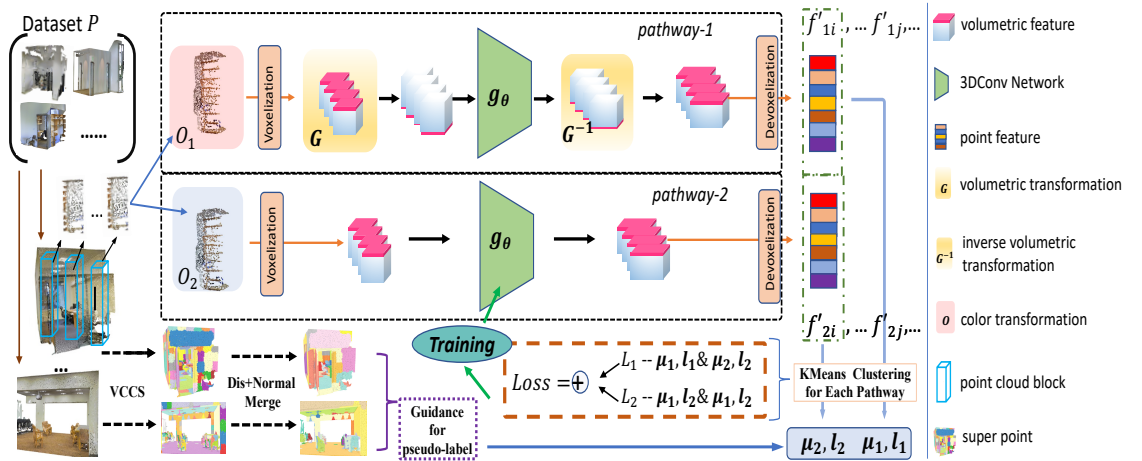 Dataset P
......
pathway-1
O1
Voxelization
G
gθ
G⁻¹
Devoxelization
f′1i , ... f′1j,...
...
pathway-2
O2
Voxelization
gθ
Devoxelization
f′2i , ... f′2j,...
...
VCCS
Dis+Normal
Merge
Training
Loss = +
L1 -- μ1, l1& μ2, l2
L2 -- μ1, l2& μ1, l2
KMeans Clustering
for Each Pathway
Guidance
for
pseudo-label
μ2, l2 μ1, l1
volumetric feature
3DConv Network
point feature
G
volumetric transformation
G⁻¹
inverse volumetric
transformation
O
color transformation
point cloud block
super point